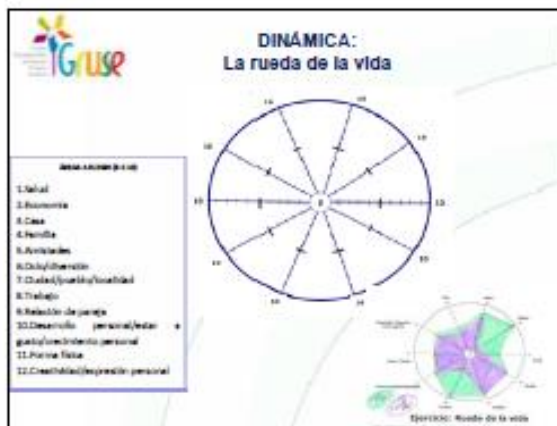 Gruse
DINÁMICA:
La rueda de la vida
10
10
10
10
10
10
10
10
10
10
0
1.Salud
2.Economía
3.Casa
4.Familia
5.Amistades
6.Ocio/diversión
7.Ciudad/pueblo/localidad
8.Trabajo
9.Relación de pareja
10.Desarrollo personal/estar a
gusto/crecimiento personal
11.Forma física
12.Creatividad/expresión personal
Ejercicio: Rueda de la vida